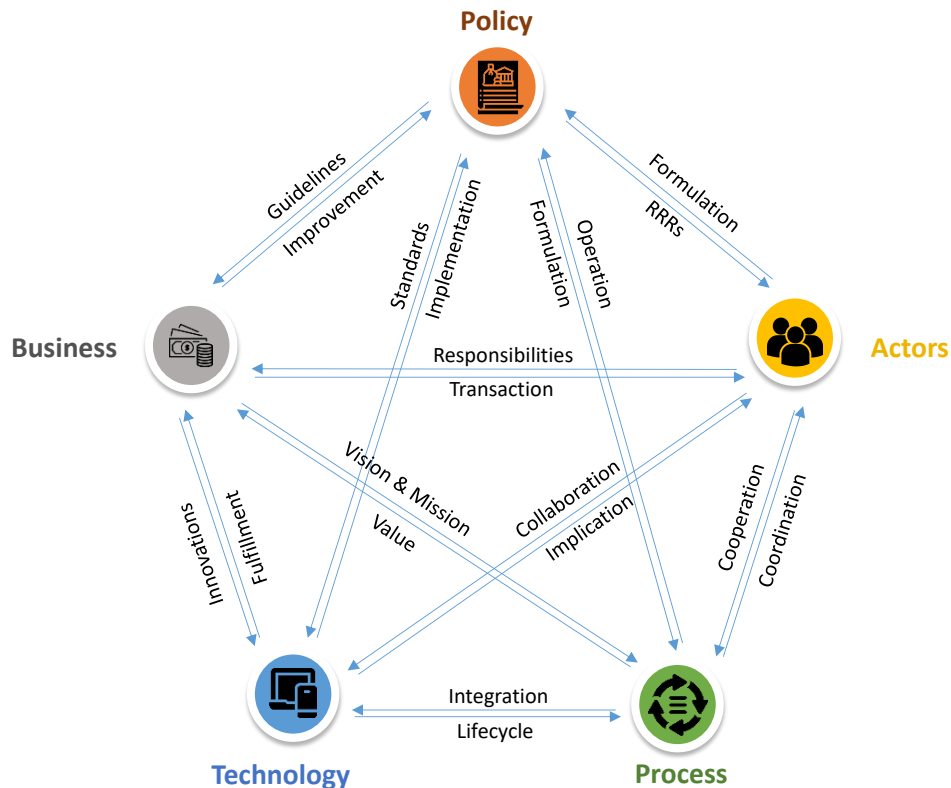 Policy
Guidelines
Improvement
Standards
Implementation
Formulation
Operation
Formulation
RRRs
Business
Actors
Responsibilities
Transaction
Innovations
Fulfillment
Vision & Mission
Value
Collaboration
Implication
Cooperation
Coordination
Integration
Lifecycle
Technology
Process